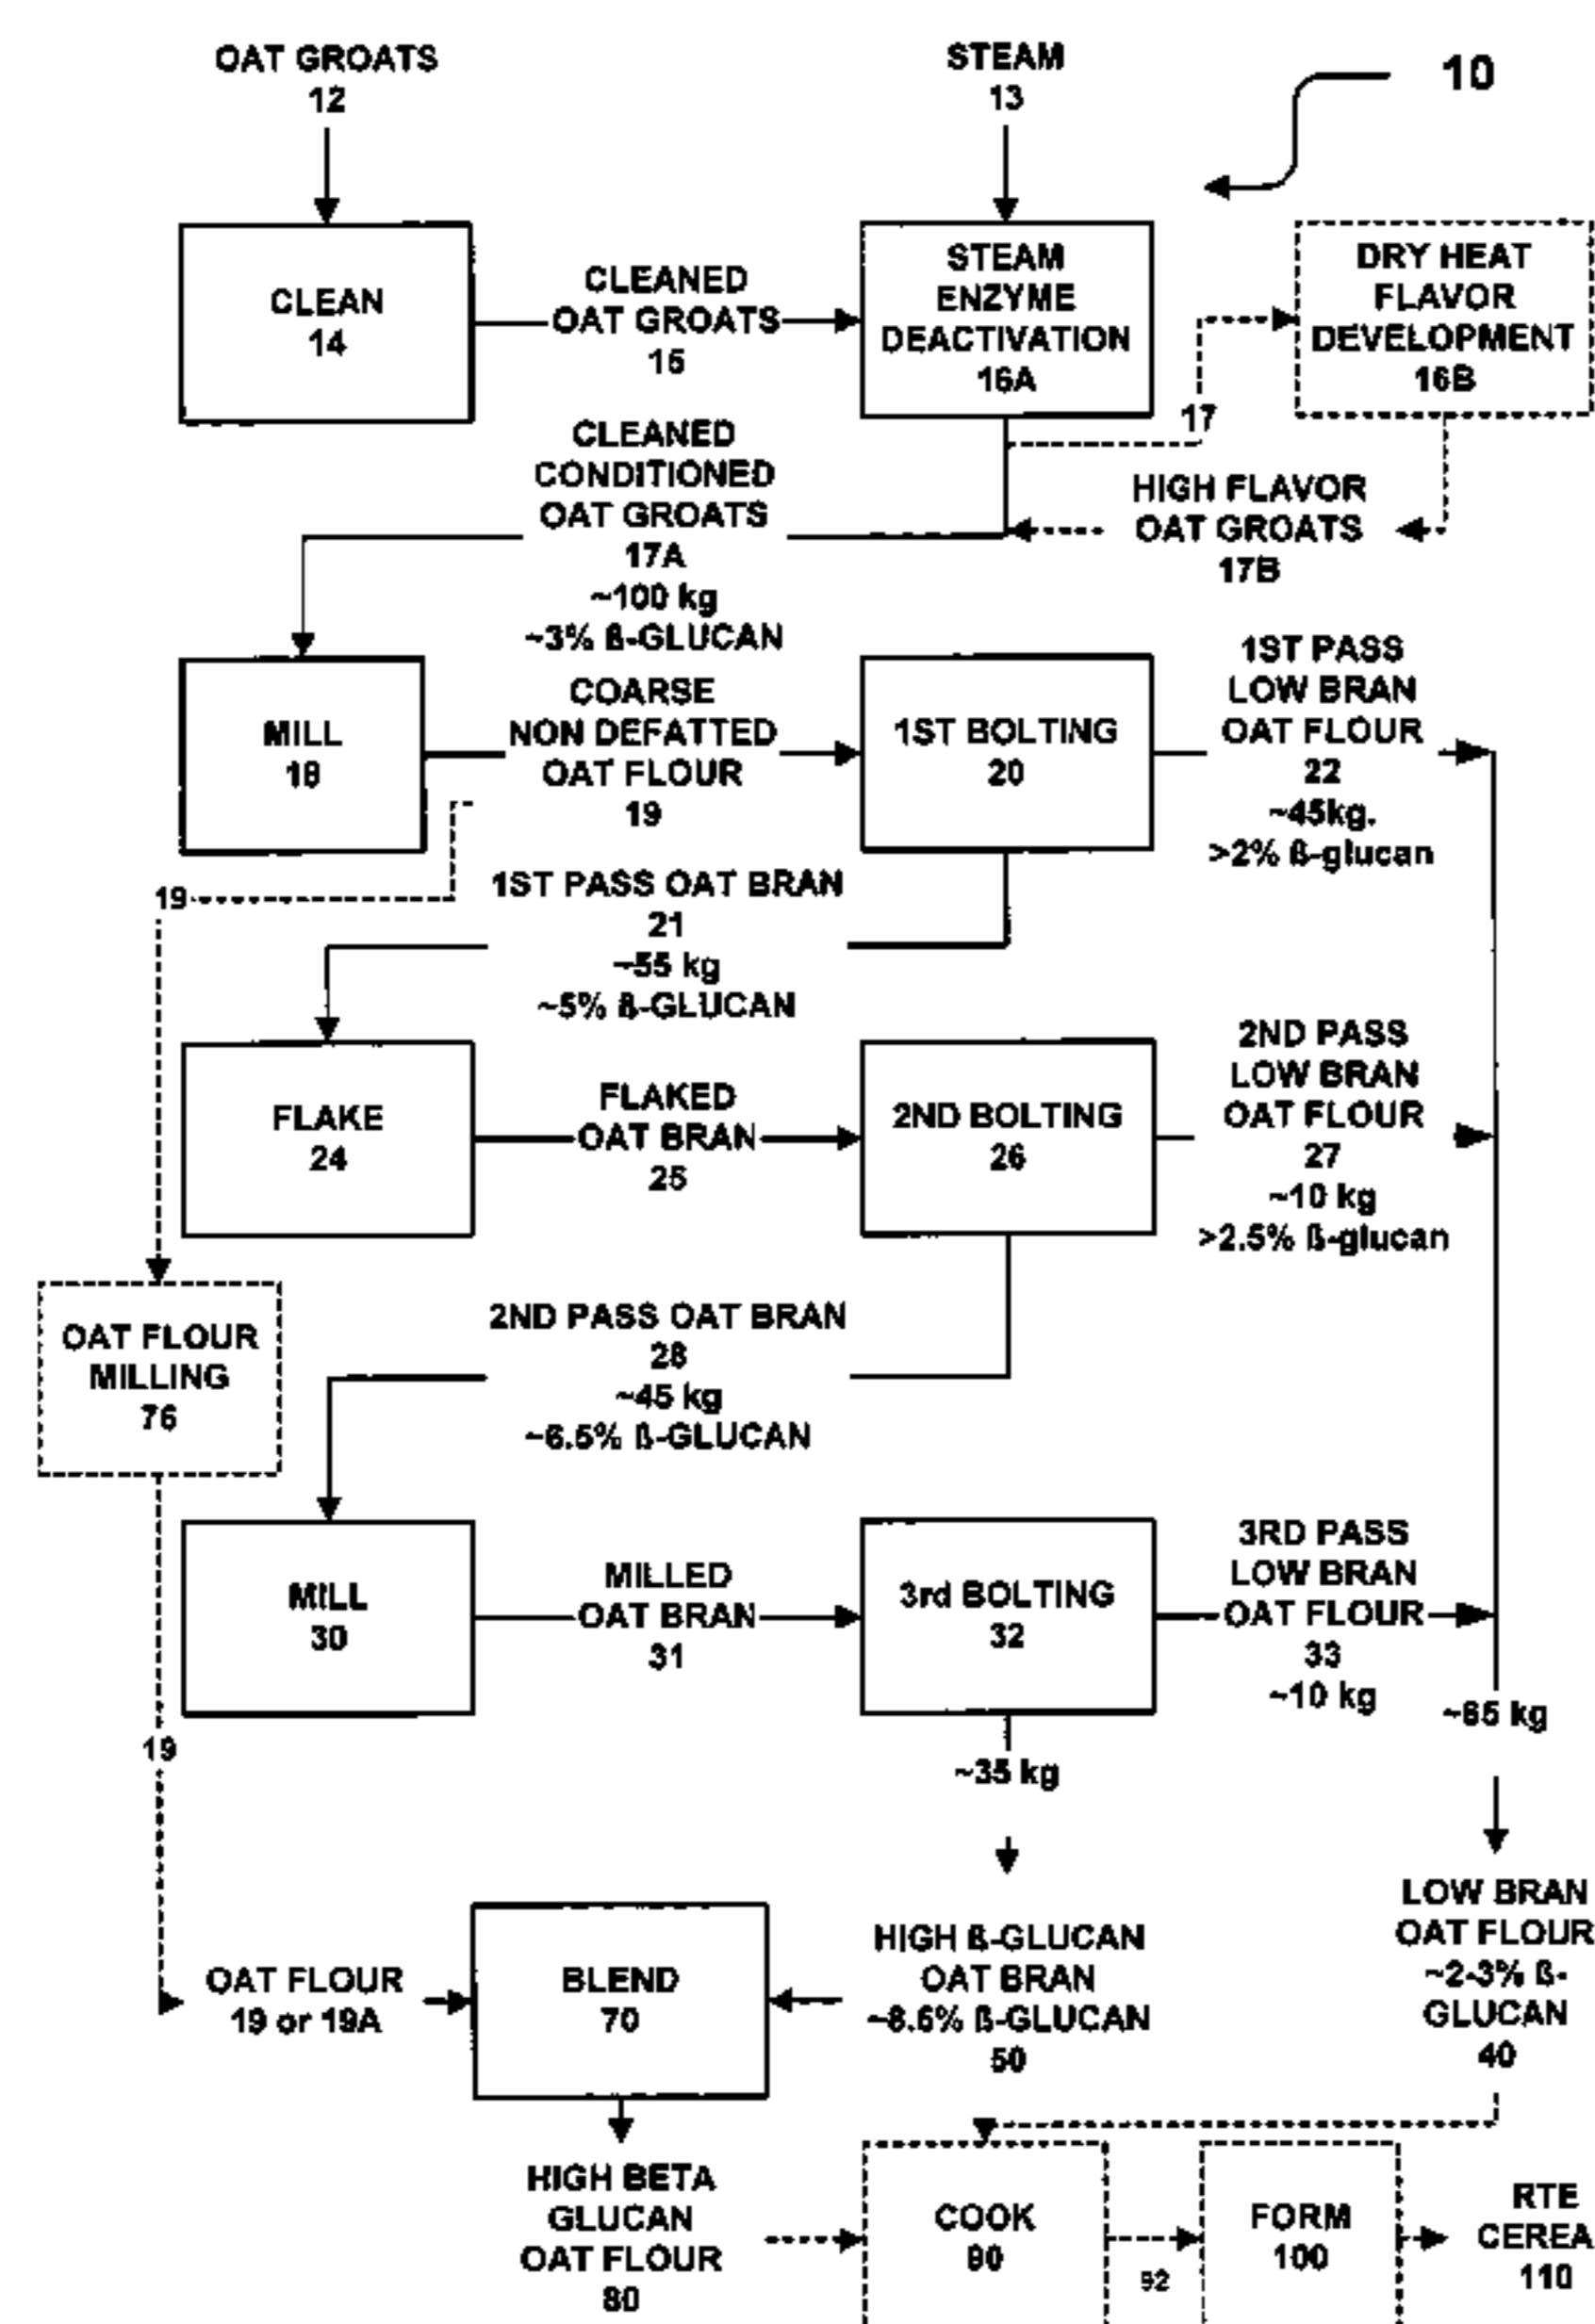 OAT GROATS
12
STEAM
13
10
CLEAN
14
CLEANED
OAT GROATS
15
STEAM
ENZYME
DEACTIVATION
16A
DRY HEAT
FLAVOR
DEVELOPMENT
16B
17
CLEANED
CONDITIONED
OAT GROATS
17A
~100 kg
~3% ß-GLUCAN
HIGH FLAVOR
OAT GROATS
17B
MILL
18
COARSE
NON DEFATTED
OAT FLOUR
19
1ST BOLTING
20
1ST PASS
LOW BRAN
OAT FLOUR
22
~45kg.
>2% ß-glucan
19
1ST PASS OAT BRAN
21
~55 kg
~5% ß-GLUCAN
FLAKE
24
FLAKED
OAT BRAN
25
2ND BOLTING
26
2ND PASS
LOW BRAN
OAT FLOUR
27
~10 kg
>2.5% ß-glucan
OAT FLOUR
MILLING
76
2ND PASS OAT BRAN
28
~45 kg
~6.5% ß-GLUCAN
MILL
30
MILLED
OAT BRAN
31
3rd BOLTING
32
3RD PASS
LOW BRAN
OAT FLOUR
33
~10 kg
~65 kg
19
~35 kg
OAT FLOUR
19 or 19A
BLEND
70
HIGH ß-GLUCAN
OAT BRAN
~8.5% ß-GLUCAN
50
LOW BRAN
OAT FLOUR
~2-3% ß-
GLUCAN
40
HIGH BETA
GLUCAN
OAT FLOUR
80
COOK
90
92
FORM
100
RTE
CEREA
110